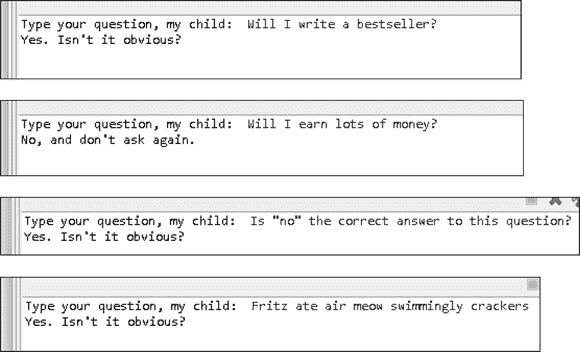 Type your question, my child:  Will I write a bestseller?
Yes. Isn't it obvious?
Type your question, my child:  Will I earn lots of money?
No, and don't ask again.
Type your question, my child:  Is "no" the correct answer to this question?
Yes. Isn't it obvious?
Type your question, my child:  Fritz ate air meow swimmingly crackers
Yes. Isn't it obvious?